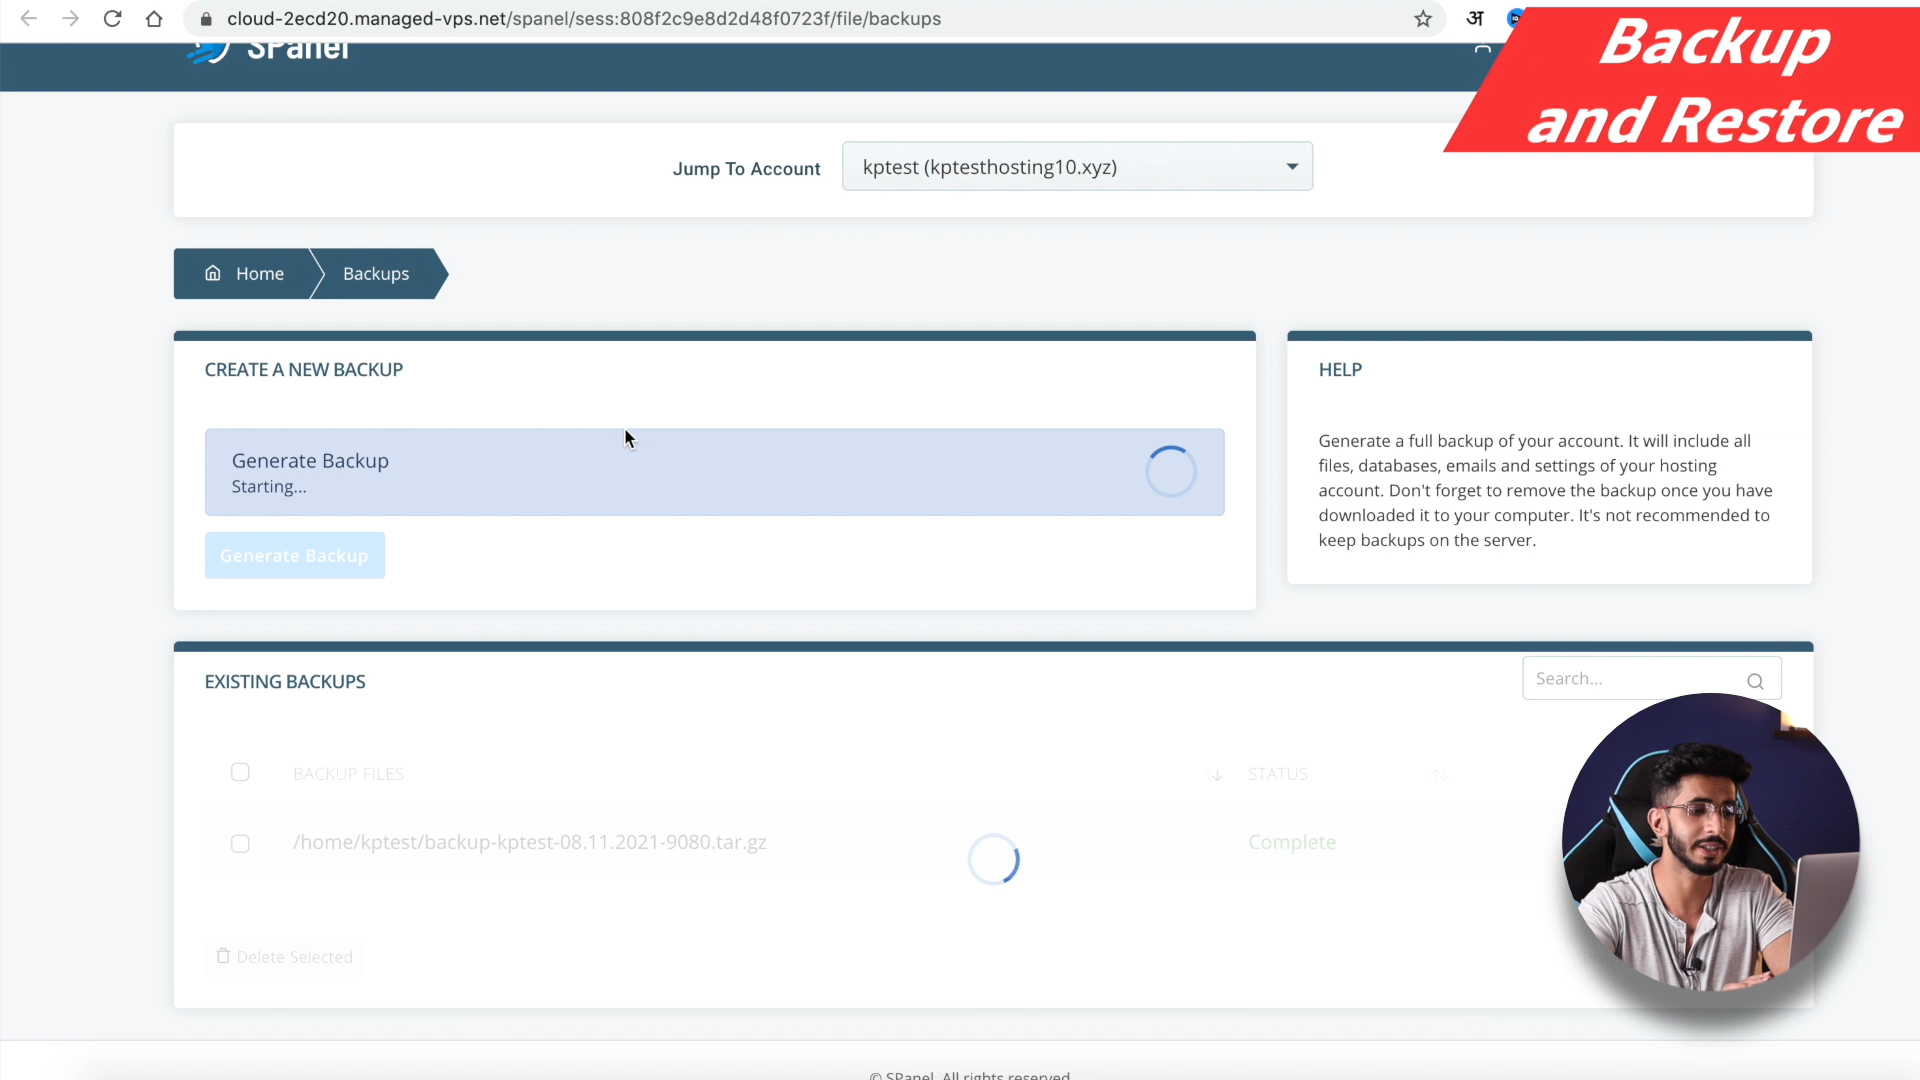 cloud-2ecd20.managed-vps.net/spanel/sess:808f2c9e8d2d48f0723f/file/backups
अ
Backup
and Restore
SPanel
Jump To Account
kptest (kptesthosting10.xyz)
Home
Backups
CREATE A NEW BACKUP
Generate Backup
Starting...
Generate Backup
HELP
Generate a full backup of your account. It will include all
files, databases, emails and settings of your hosting
account. Don't forget to remove the backup once you have
downloaded it to your computer. It's not recommended to
keep backups on the server.
EXISTING BACKUPS
Search...
BACKUP FILES
STATUS
/home/kptest/backup-kptest-08.11.2021-9080.tar.gz
Complete
Delete Selected
© SPanel. All rights reserved